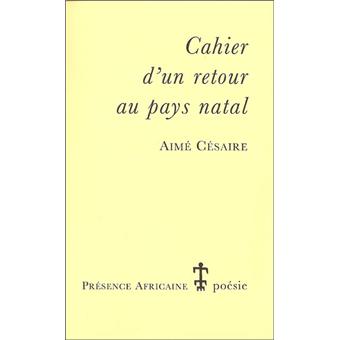 Cahier
d'un retour
au pays natal
AIMÉ CÉSAIRE
PRÉSENCE AFRICAINE poésie